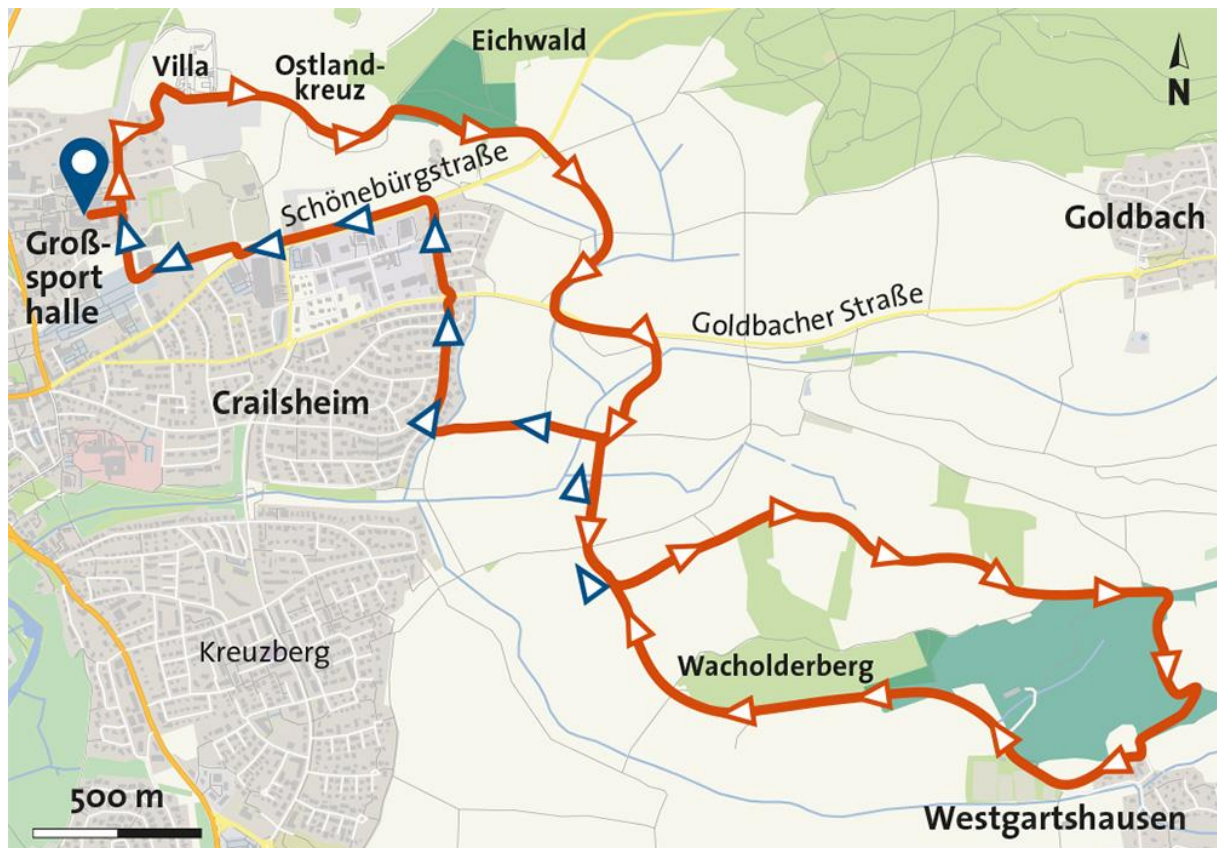 Eichwald
Villa
Ostland-
kreuz
N
Schönebürgstraße
Goldbach
Groß-
sport
halle
Goldbacher Straße
Crailsheim
Kreuzberg
Wacholderberg
500 m
Westgartshausen